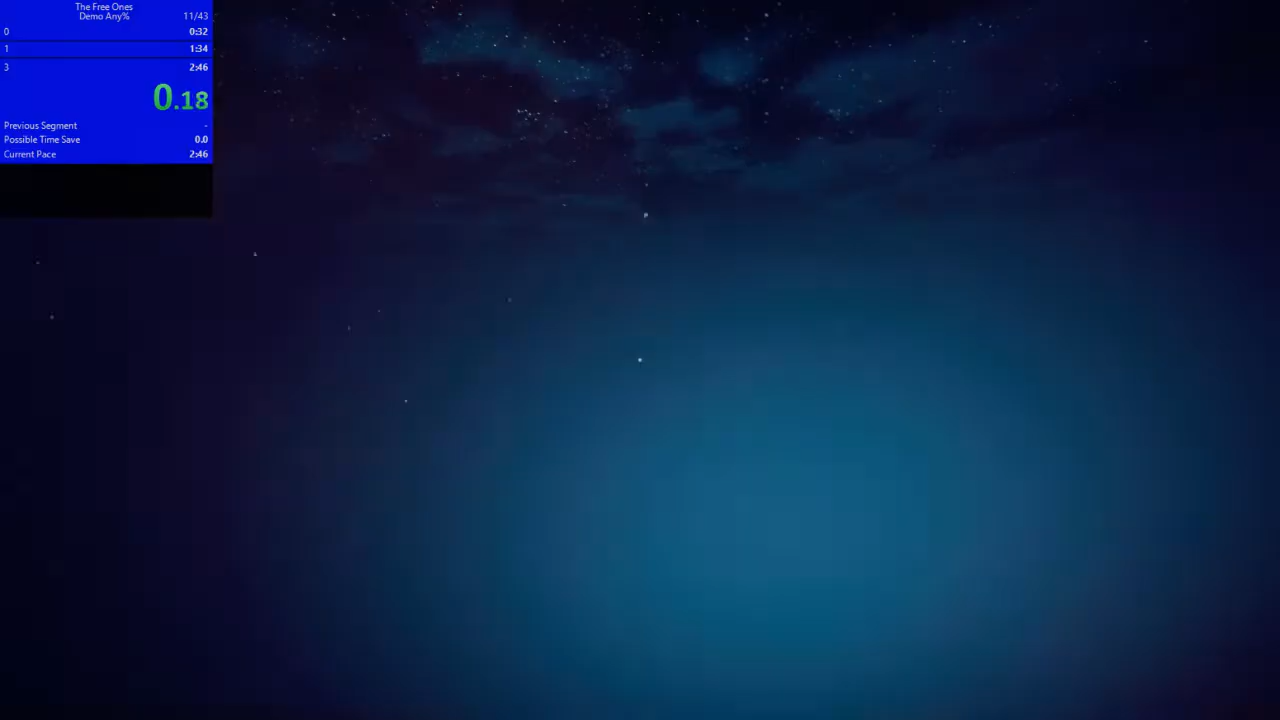 The Free Ones
Demo Any% 11/43
0 0:32
1 1:34
3 2:46
0.18
Previous Segment -
Possible Time Save 0.0
Current Pace 2:46